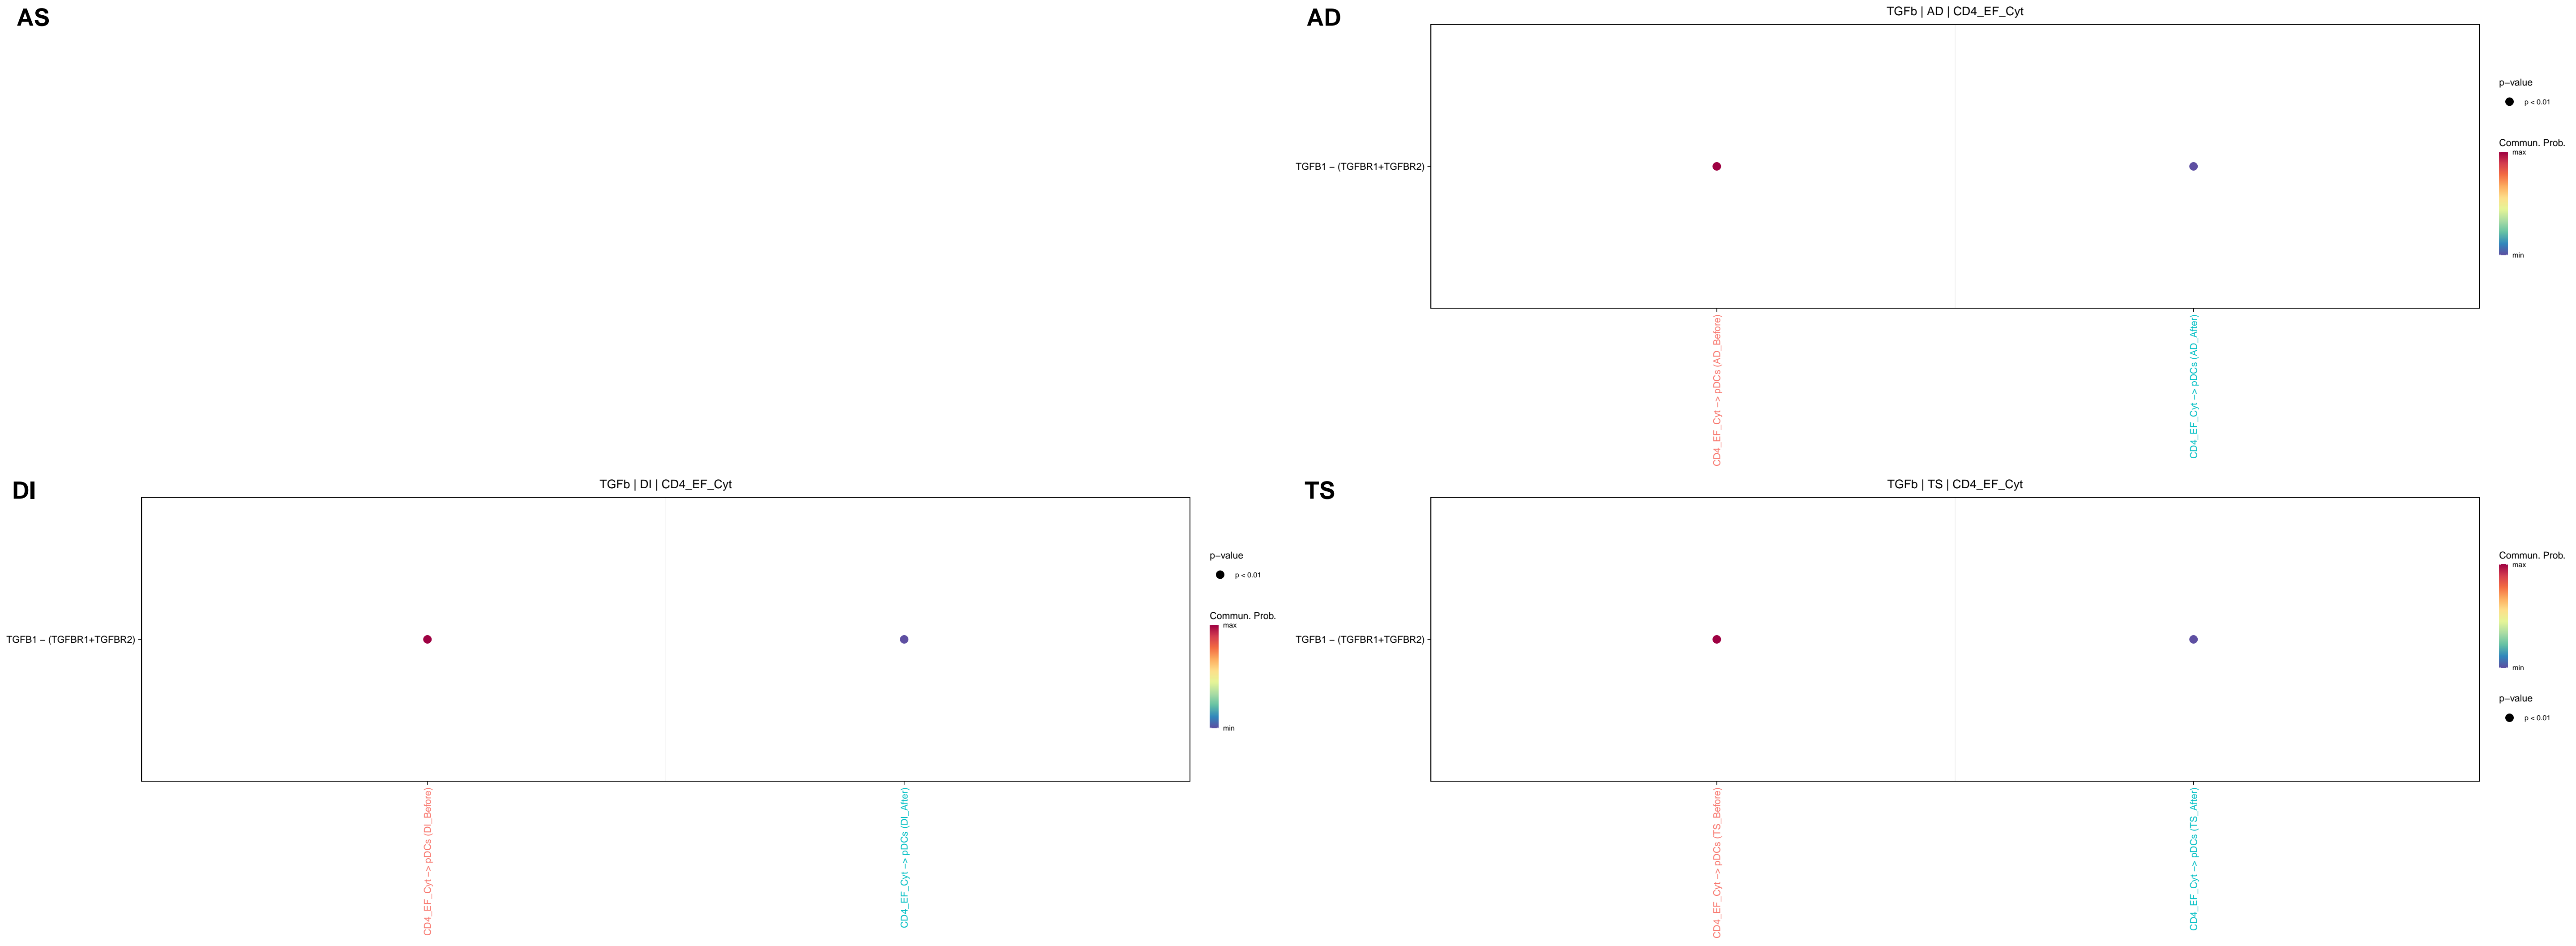 AS
AD
TGFb | AD | CD4_EF_Cyt
TGFB1 − (TGFBR1+TGFBR2)
CD4_EF_Cyt −> pDCs (AD_Before)
CD4_EF_Cyt −> pDCs (AD_After)
p−value
p < 0.01
Commun. Prob.
max
min
DI
TGFb | DI | CD4_EF_Cyt
TGFB1 − (TGFBR1+TGFBR2)
CD4_EF_Cyt −> pDCs (DI_Before)
CD4_EF_Cyt −> pDCs (DI_After)
p−value
p < 0.01
Commun. Prob.
max
min
TS
TGFb | TS | CD4_EF_Cyt
TGFB1 − (TGFBR1+TGFBR2)
CD4_EF_Cyt −> pDCs (TS_Before)
CD4_EF_Cyt −> pDCs (TS_After)
Commun. Prob.
max
min
p−value
p < 0.01